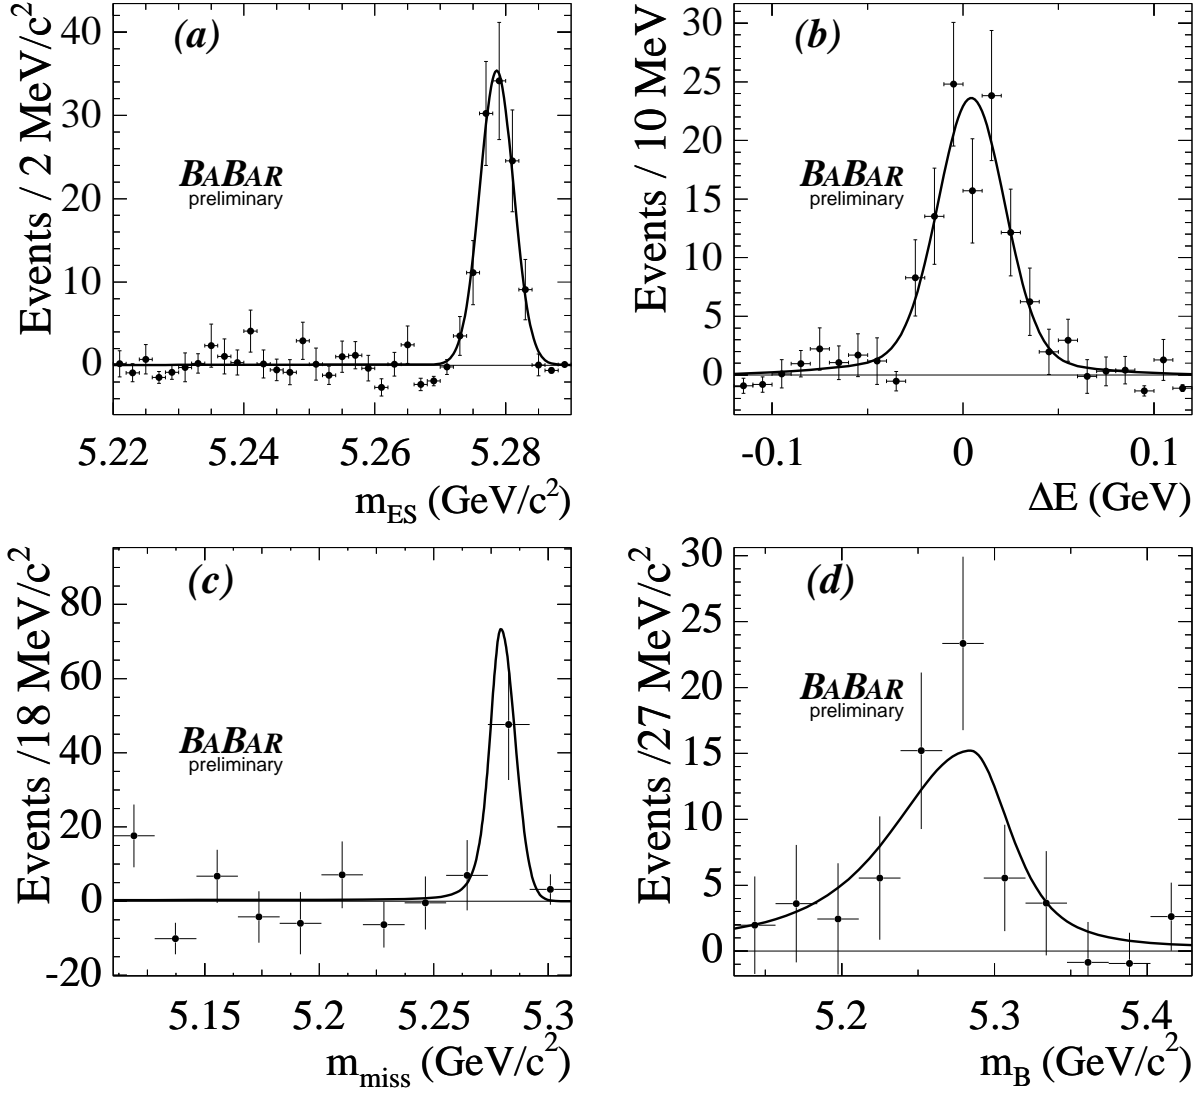 (a)
Events / 2 MeV/c²
40
30
20
10
0
BABAR
preliminary
5.22 5.24 5.26 5.28
m_ES (GeV/c²)
(b)
Events / 10 MeV
30
25
20
15
10
5
0
BABAR
preliminary
-0.1 0 0.1
ΔE (GeV)
(c)
Events /18 MeV/c²
80
60
40
20
0
-20
BABAR
preliminary
5.15 5.2 5.25 5.3
m_miss (GeV/c²)
(d)
Events /27 MeV/c²
30
25
20
15
10
5
0
BABAR
preliminary
5.2 5.3 5.4
m_B (GeV/c²)